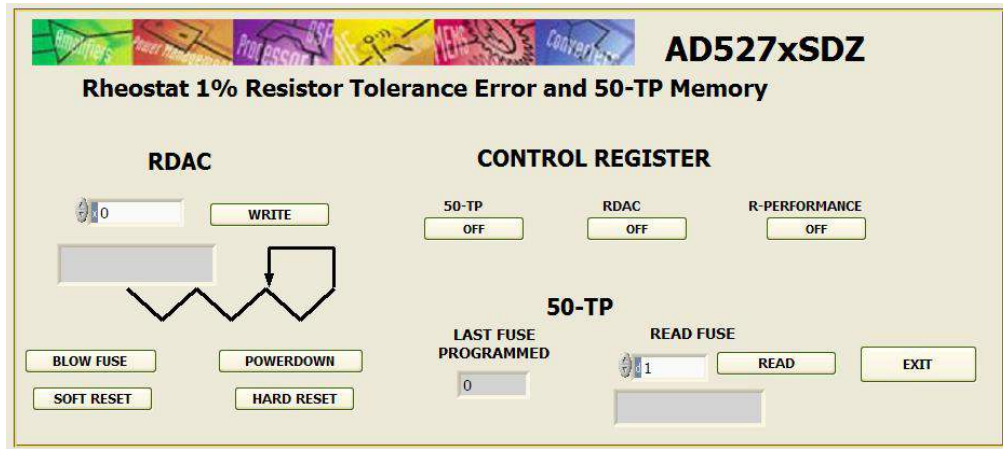 Amplifiers Power Management Processors DSP RF MEMS Converters
AD527xSDZ
Rheostat 1% Resistor Tolerance Error and 50-TP Memory
RDAC
CONTROL REGISTER
x 0
WRITE
50-TP
RDAC
R-PERFORMANCE
OFF
OFF
OFF
50-TP
LAST FUSE
PROGRAMMED
READ FUSE
BLOW FUSE
POWERDOWN
d 1
READ
EXIT
0
SOFT RESET
HARD RESET